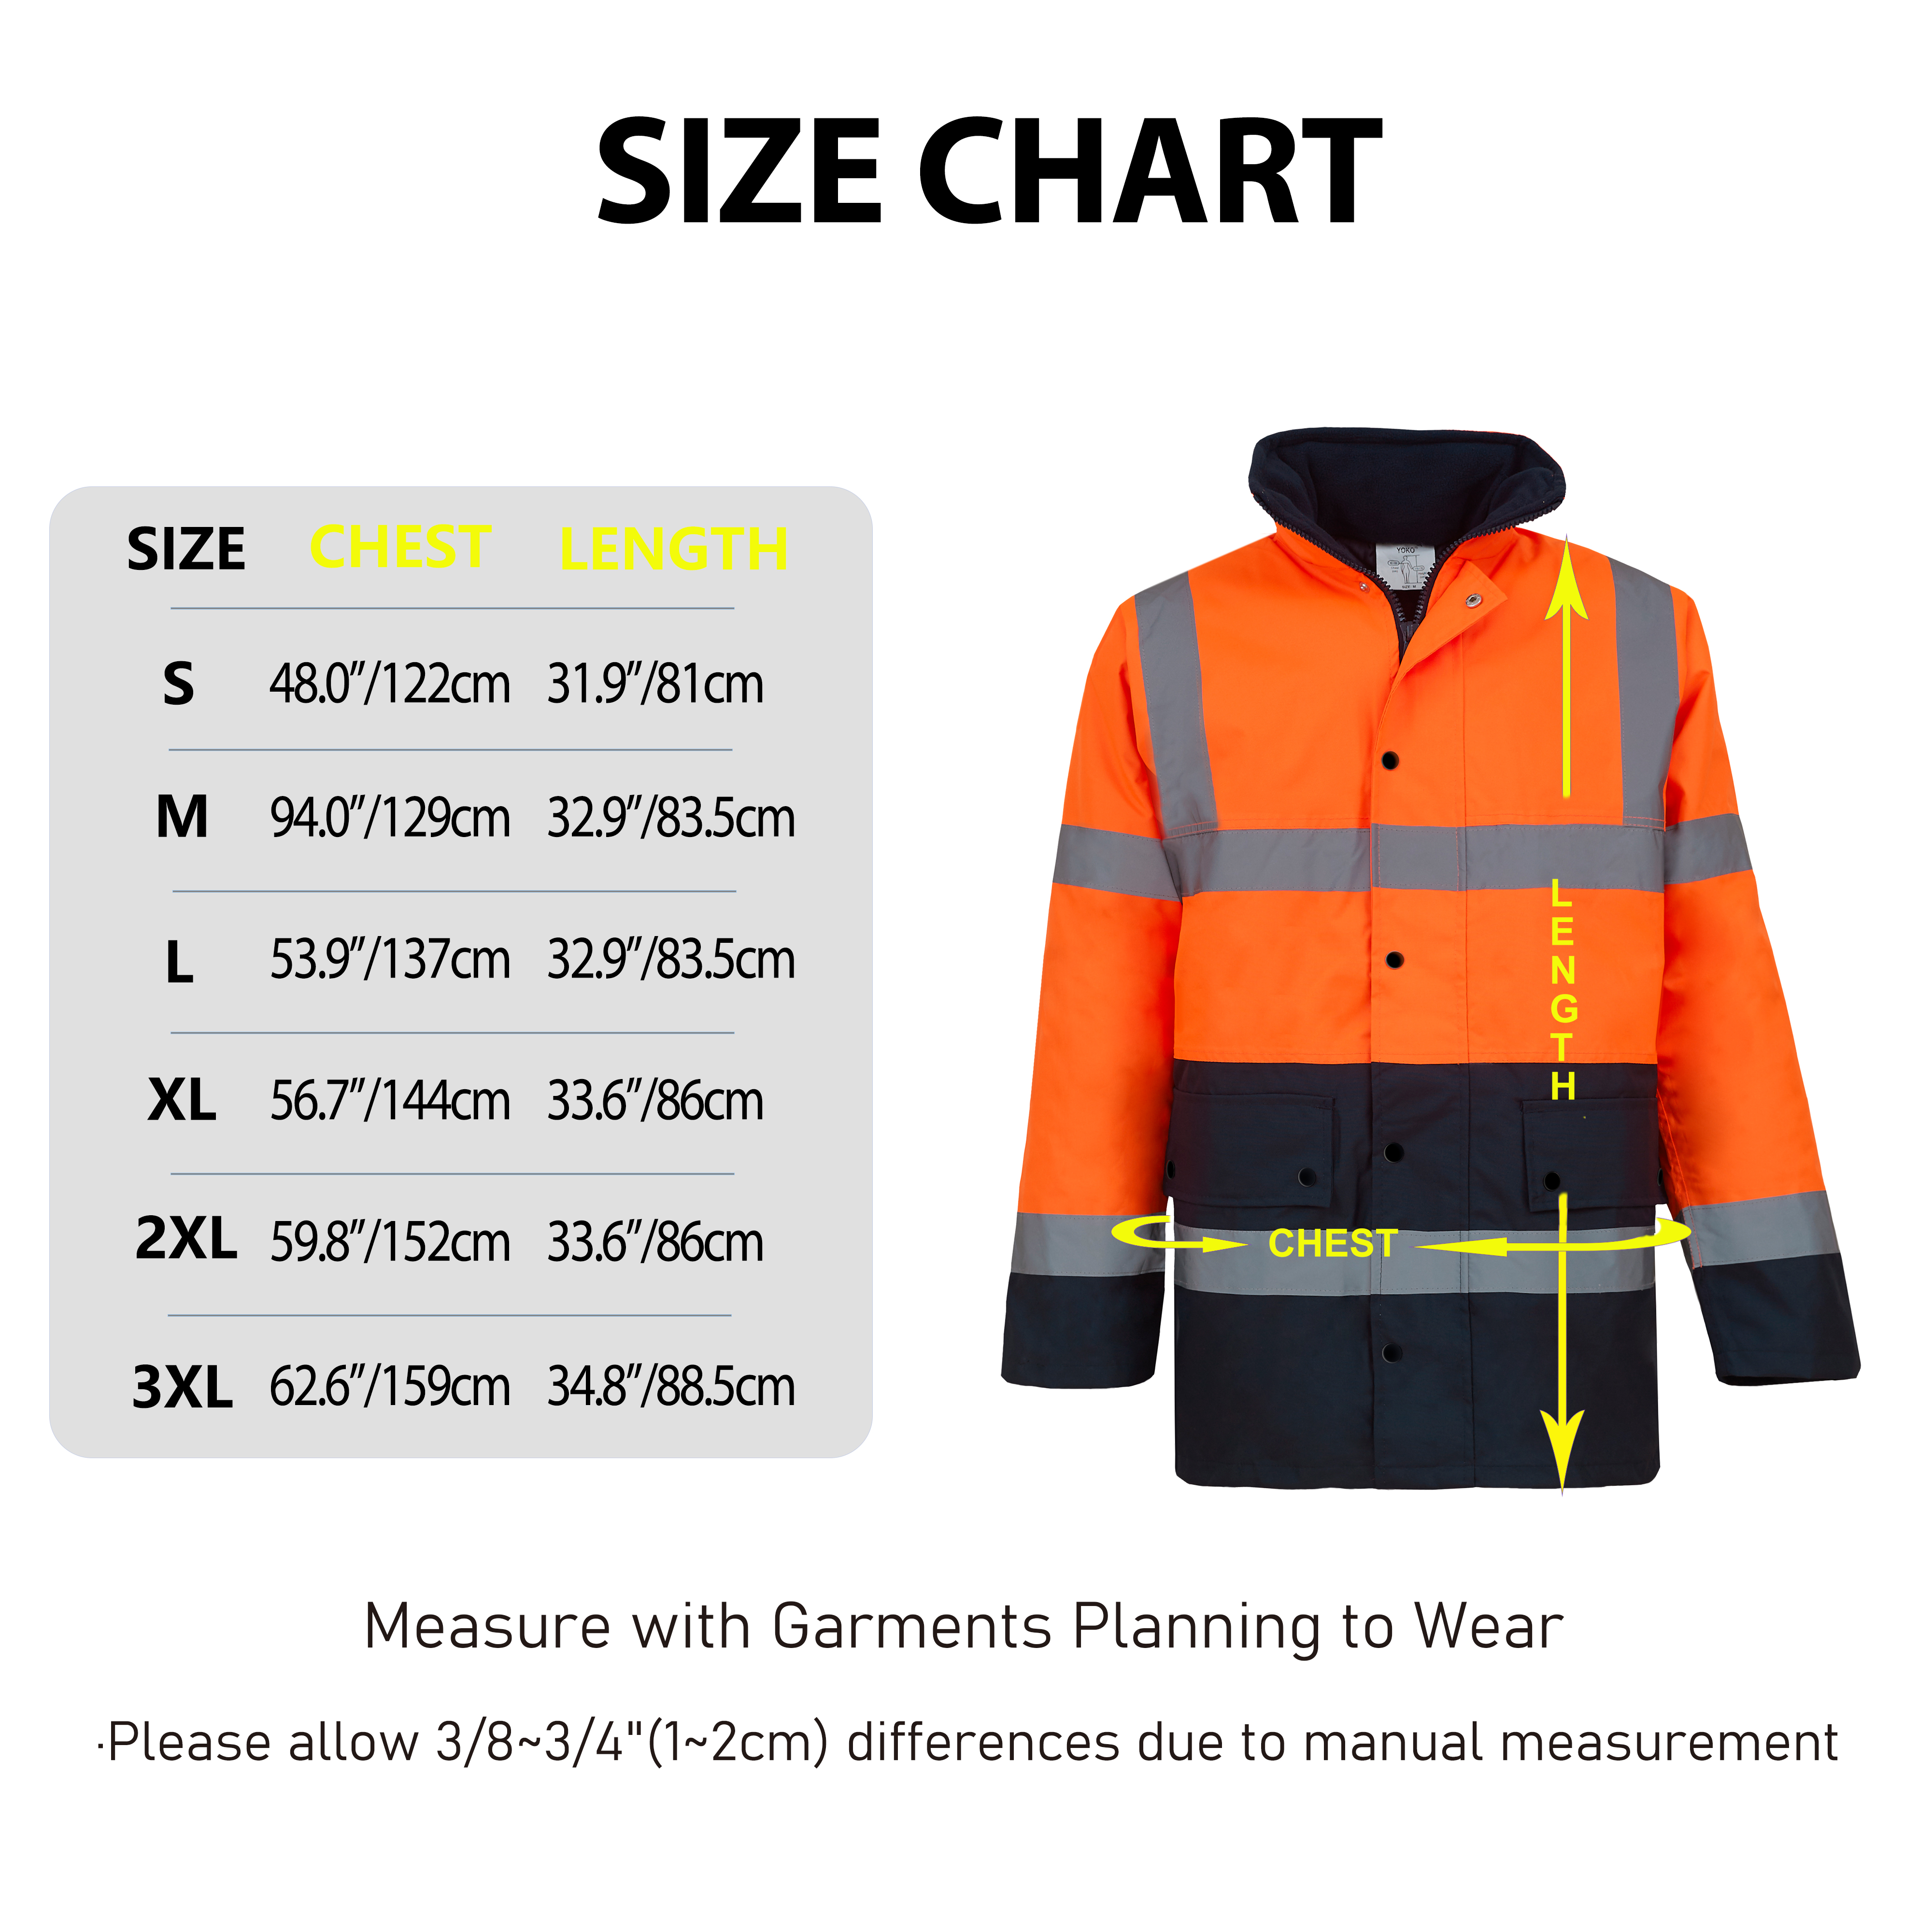 SIZE CHART
SIZE CHEST LENGTH
S 48.0"/122cm 31.9"/81cm
M 94.0"/129cm 32.9"/83.5cm
L 53.9"/137cm 32.9"/83.5cm
XL 56.7"/144cm 33.6"/86cm
2XL 59.8"/152cm 33.6"/86cm
3XL 62.6"/159cm 34.8"/88.5cm
YOKO
LENGTH
CHEST
Measure with Garments Planning to Wear
·Please allow 3/8~3/4"(1~2cm) differences due to manual measurement